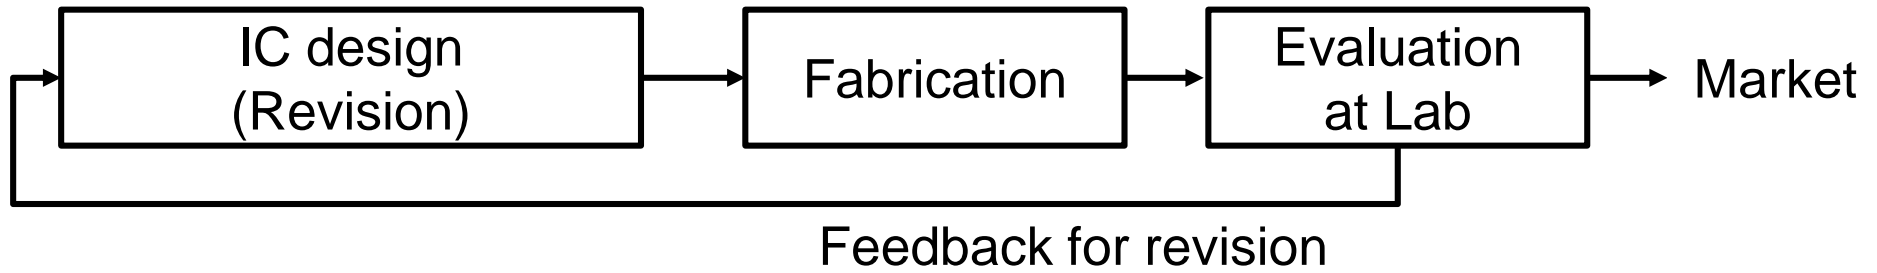 IC design
(Revision)
Fabrication
Evaluation
at Lab
Market
Feedback for revision